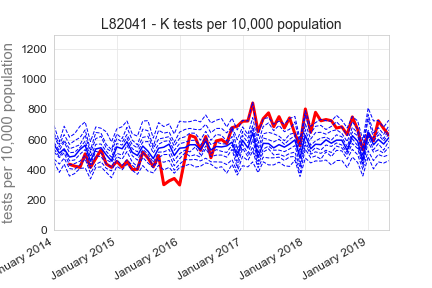 L82041 - K tests per 10,000 population
tests per 10,000 population
1200
1000
800
600
400
200
0
nuary 2014
January 2015
January 2016
January 2017
January 2018
January 2019